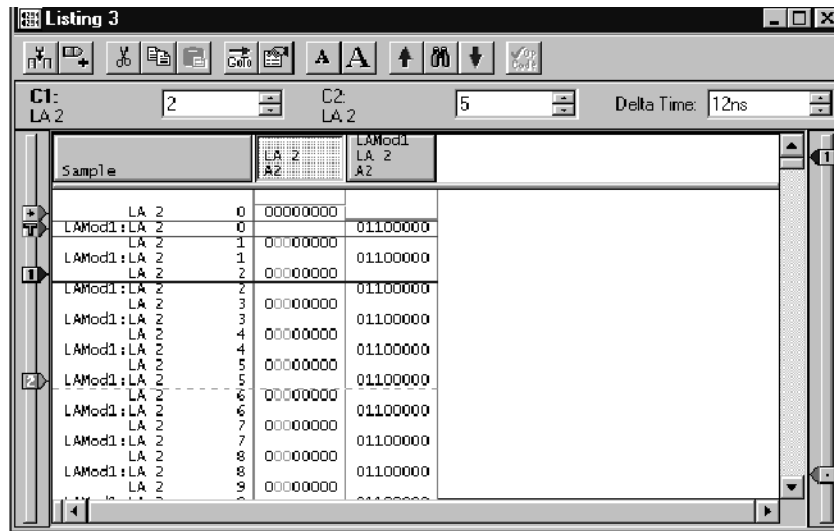 Listing 3
Goto A A Op Code
C1: 2 C2: 5 Delta Time: 12ns
LA 2 LA 2
LAMod1
LA 2 LA 2
Sample A2 A2
LA 2 0 00000000
LAMod1:LA 2 0 01100000
LA 2 1 00000000
LAMod1:LA 2 1 01100000
LA 2 2 00000000
LAMod1:LA 2 2 01100000
LA 2 3 00000000
LAMod1:LA 2 3 01100000
LA 2 4 00000000
LAMod1:LA 2 4 01100000
LA 2 5 00000000
LAMod1:LA 2 5 01100000
LA 2 6 00000000
LAMod1:LA 2 6 01100000
LA 2 7 00000000
LAMod1:LA 2 7 01100000
LA 2 8 00000000
LAMod1:LA 2 8 01100000
LA 2 9 00000000